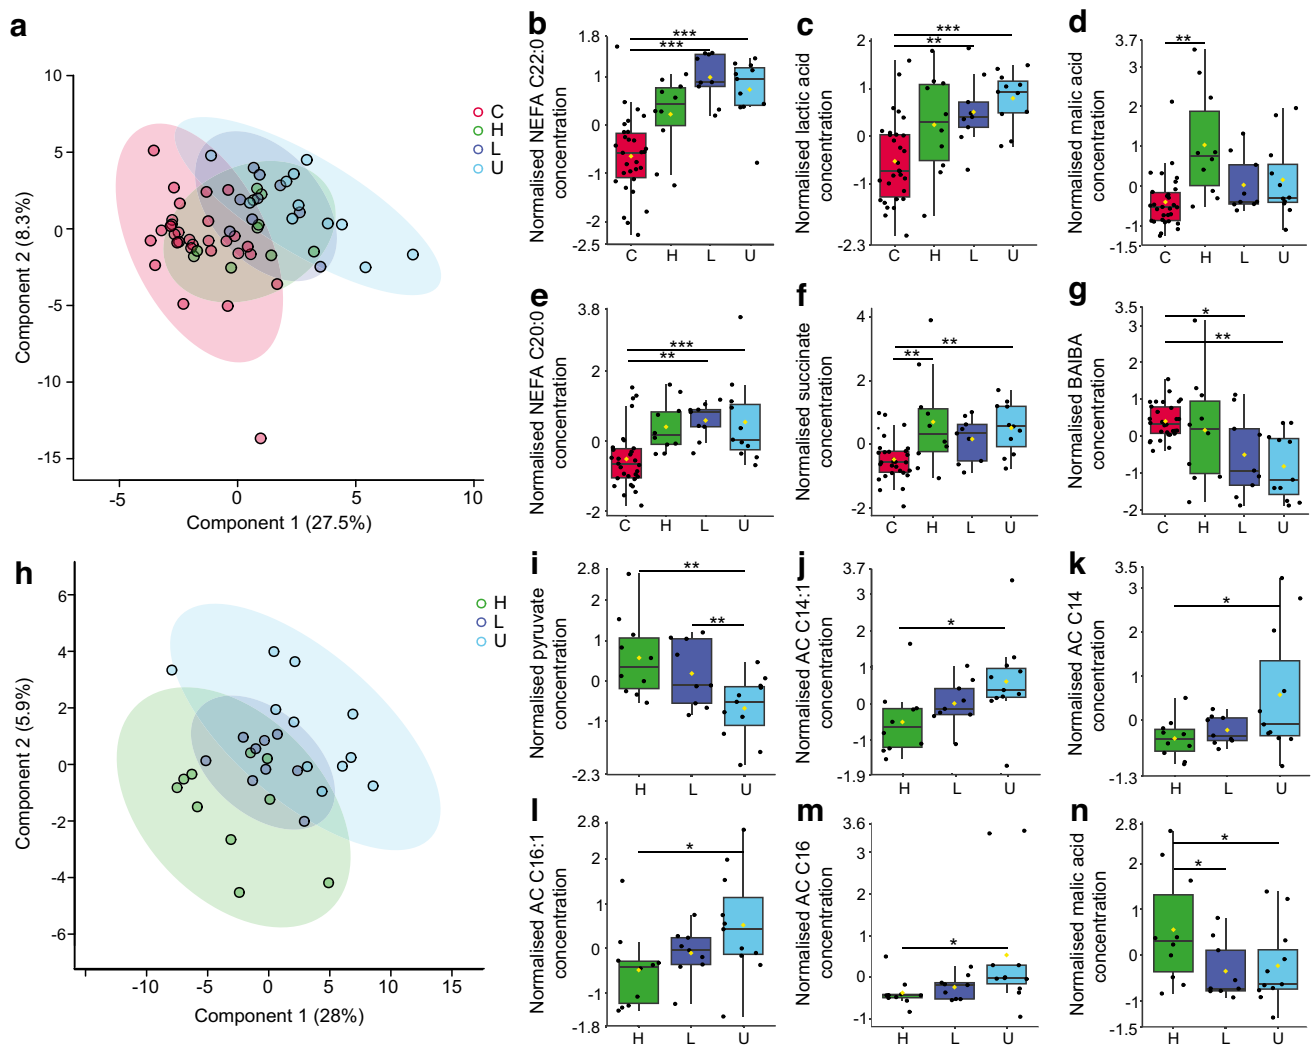 a
10
5
0
-5
-10
-15
-5 0 5 10
Component 2 (8.3%)
Component 1 (27.5%)
C
H
L
U
b
Normalised NEFA C22:0 concentration
1.8
1
0
-1
-2
-2.5
***
***
C H L U
c
Normalised lactic acid concentration
2
1
0
-1
-2.3
***
**
C H L U
d
Normalised malic acid concentration
3.7
3
2
1
0
-1
-1.5
**
C H L U
e
Normalised NEFA C20:0 concentration
3.8
2
0
-2
***
**
C H L U
f
Normalised succinate concentration
4
2
0
-2
**
**
C H L U
g
Normalised BAIBA concentration
3.5
3
2
1
0
-1
-2
*
**
C H L U
h
6
4
2
0
-2
-4
-6
-10 -5 0 5 10 15
Component 2 (5.9%)
Component 1 (28%)
H
L
U
i
Normalised pyruvate concentration
2.8
2
1
0
-1
-2.3
**
**
H L U
j
Normalised AC C14:1 concentration
3.7
3
2
1
0
-1
-1.9
*
H L U
k
Normalised AC C14 concentration
3.5
3
2
1
0
-1.3
*
H L U
l
Normalised AC C16:1 concentration
2.8
2
1
0
-1
-1.8
*
H L U
m
Normalised AC C16 concentration
3.6
3
2
1
0
-1
*
H L U
n
Normalised malic acid concentration
2.8
2
1
0
-1
-1.5
*
*
H L U